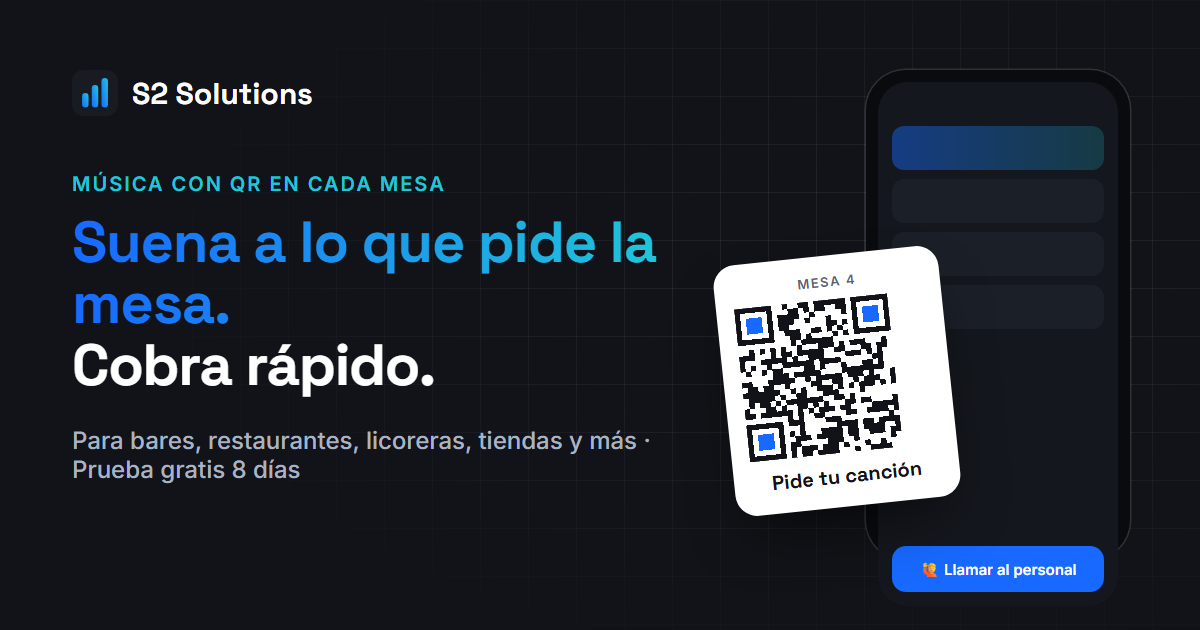 S2 Solutions
MÚSICA CON QR EN CADA MESA
Suena a lo que pide la
mesa.
Cobra rápido.
Para bares, restaurantes, licoreras, tiendas y más ·
Prueba gratis 8 días
MESA 4
Pide tu canción
🙋 Llamar al personal